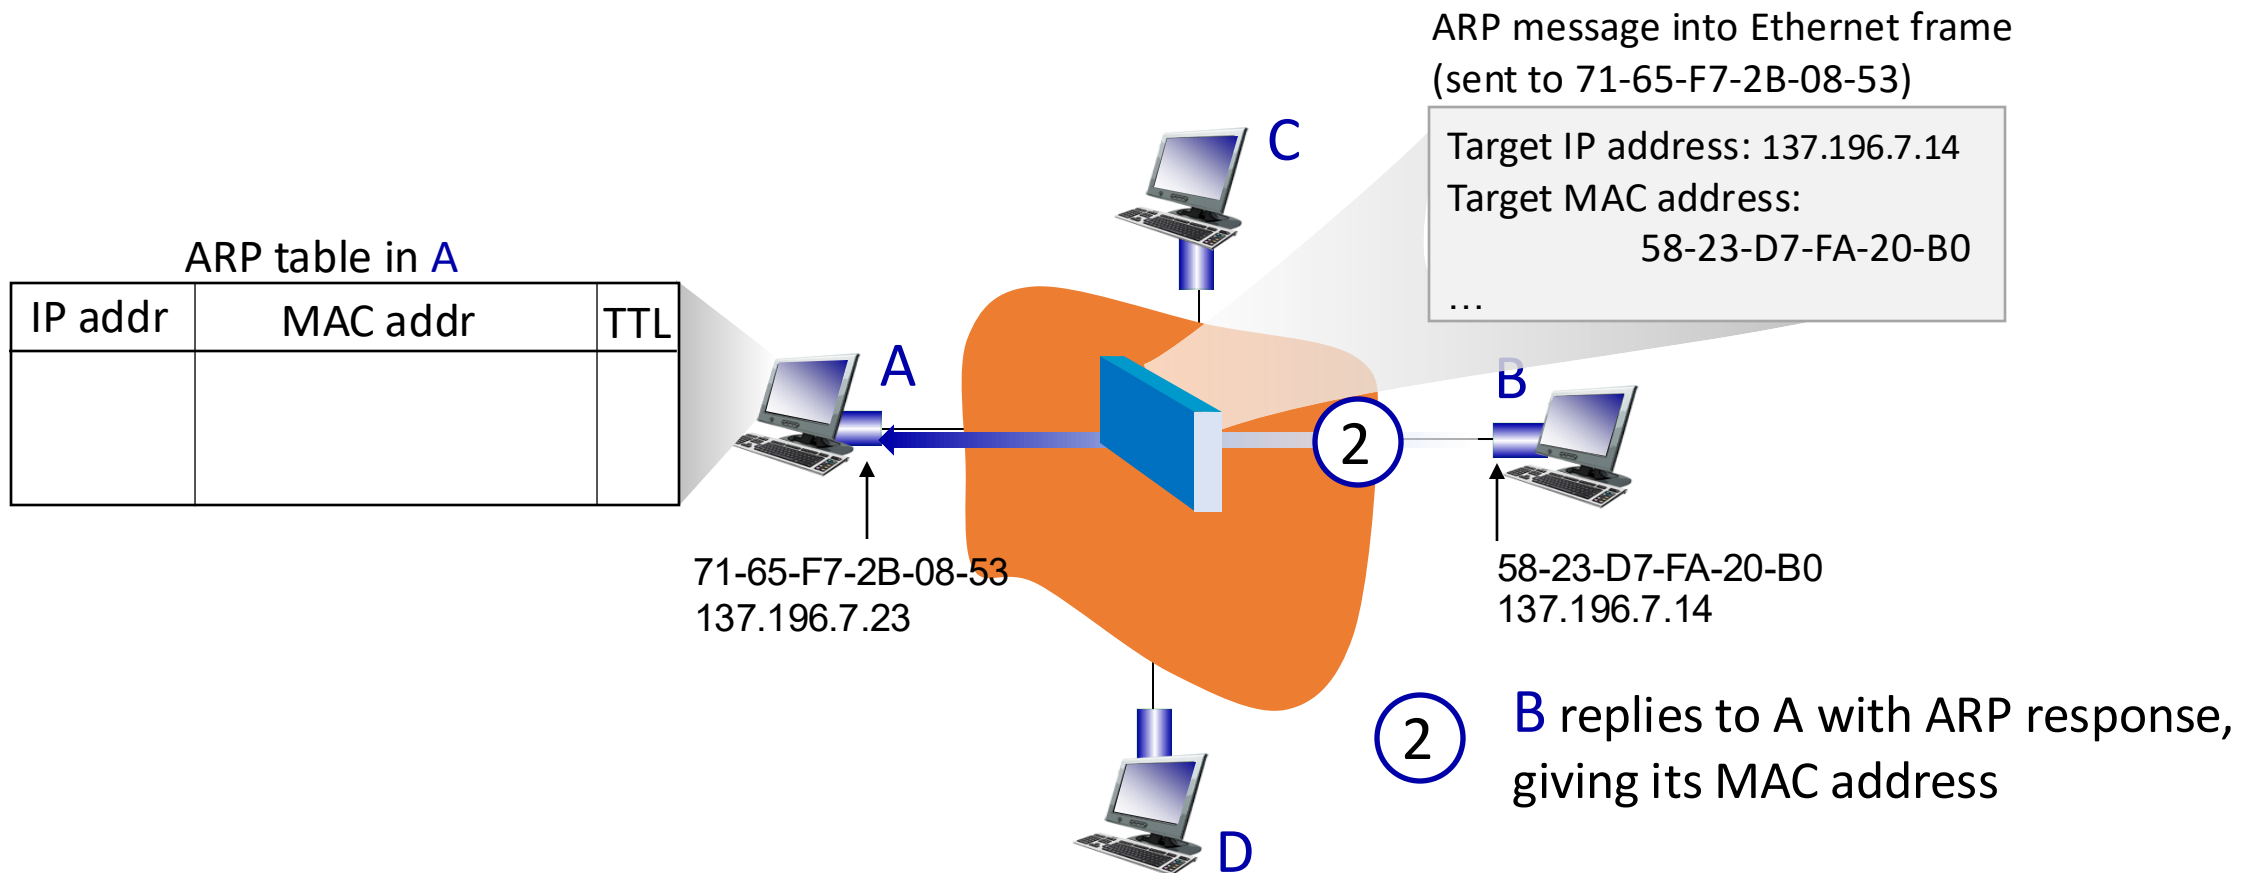 ARP message into Ethernet frame
(sent to 71-65-F7-2B-08-53)
Target IP address: 137.196.7.14
Target MAC address:
58-23-D7-FA-20-B0
…
C
ARP table in A
IP addr MAC addr TTL
A
B
2
71-65-F7-2B-08-53
137.196.7.23
58-23-D7-FA-20-B0
137.196.7.14
2 B replies to A with ARP response,
giving its MAC address
D